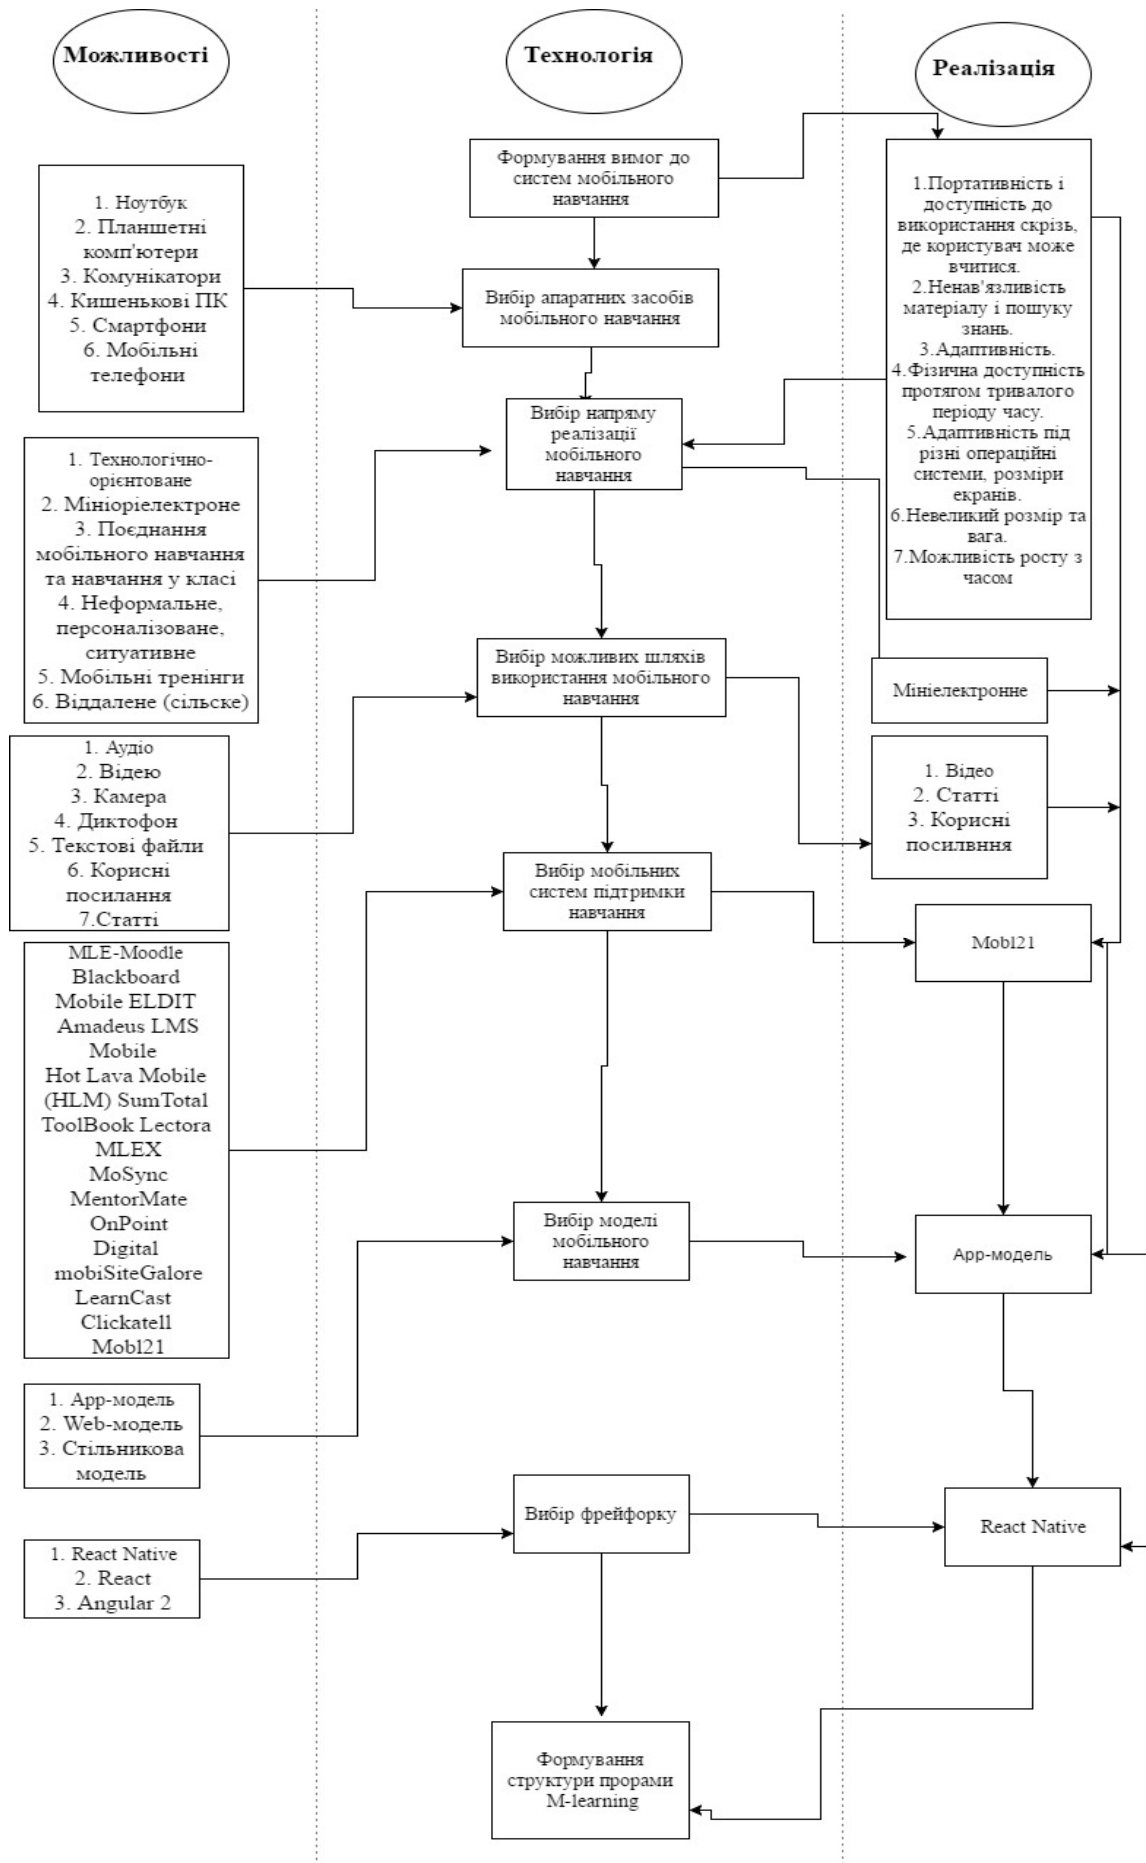 Можливості
Технологія
Реалізація
Формування вимог до
систем мобільного
навчання
1. Ноутбук
2. Планшетні
комп'ютери
3. Комунікатори
4. Кишенькові ПК
5. Смартфони
6. Мобільні
телефони
Вибір апаратних засобів
мобільного навчання
1.Портативність і
доступність до
використання скрізь,
де користувач може
вчитися.
2.Ненав'язливість
матеріалу і пошуку
знань.
3.Адаптивність.
4.Фізична доступність
протягом тривалого
періоду часу.
5.Адаптивність під
різні операційні
системи, розміри
екранів.
6.Невеликий розмір та
вага.
7.Можливість росту з
часом
Вибір напряму
реалізації
мобільного
навчання
1. Технологічно-
орієнтоване
2. Мініоріелектроне
3. Поєднання
мобільного навчання
та навчання у класі
4. Неформальне,
персоналізоване,
ситуативне
5. Мобільні тренінги
6. Віддалене (сільске)
Вибір можливих шляхів
використання мобільного
навчання
Мініелектронне
1. Аудіо
2. Відею
3. Камера
4. Диктофон
5. Текстові файли
6. Корисні
посилання
7.Статті
1. Відео
2. Статті
3. Корисні
посилвння
Вибір мобільних
систем підтримки
навчання
Mobl21
MLE-Moodle
Blackboard
Mobile ELDIT
Amadeus LMS
Mobile
Hot Lava Mobile
(HLM) SumTotal
ToolBook Lectora
MLEX
MoSync
MentorMate
OnPoint
Digital
mobiSiteGalore
LearnCast
Clickatell
Mobl21
Вибір моделі
мобільного
навчання
App-модель
1. App-модель
2. Web-модель
3. Стільникова
модель
Вибір фрейфорку
React Native
1. React Native
2. React
3. Angular 2
Формування
структури прорами
M-learning